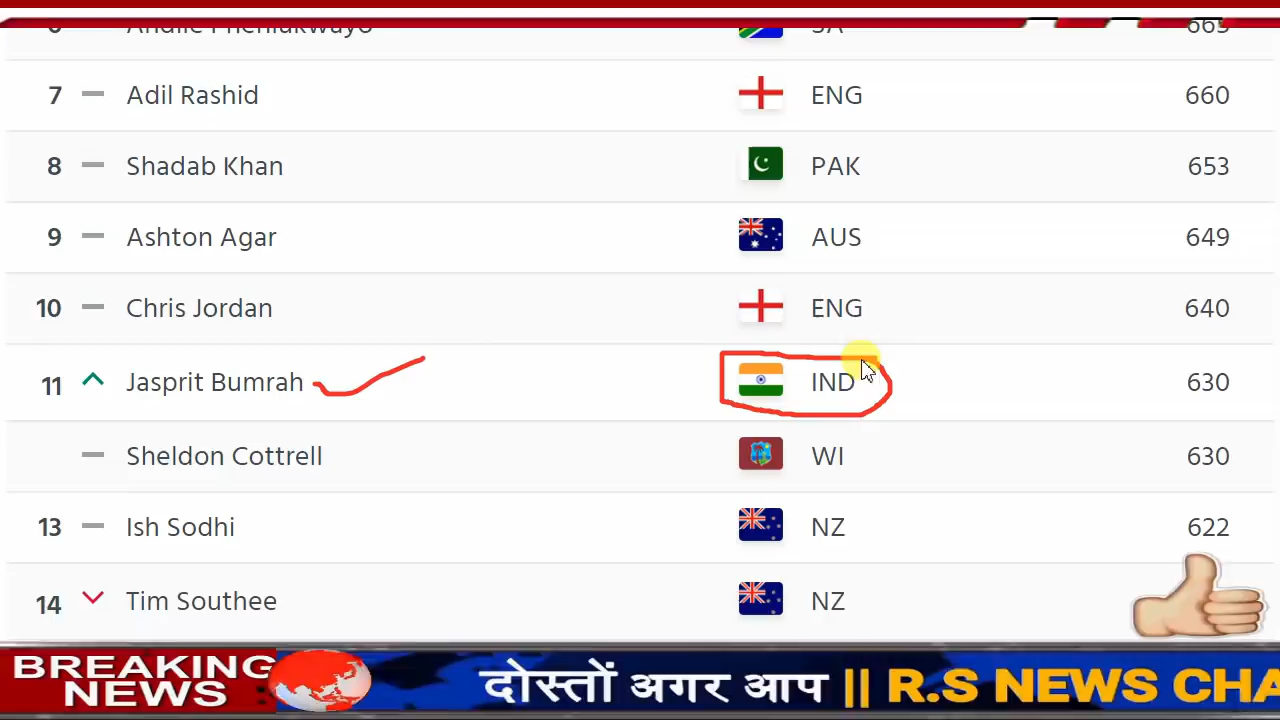 7 Adil Rashid ENG 660
8 Shadab Khan PAK 653
9 Ashton Agar AUS 649
10 Chris Jordan ENG 640
11 Jasprit Bumrah IND 630
Sheldon Cottrell WI 630
13 Ish Sodhi NZ 622
14 Tim Southee NZ
BREAKING NEWS दोस्तों अगर आप || R.S NEWS CHA